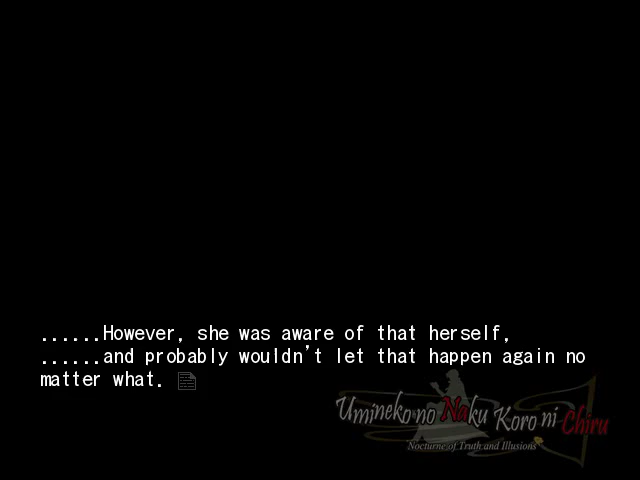 ......However, she was aware of that herself,
......and probably wouldn't let that happen again no
matter what.
Umineko no Naku Koro ni Chiru
Nocturne of Truth and Illusions